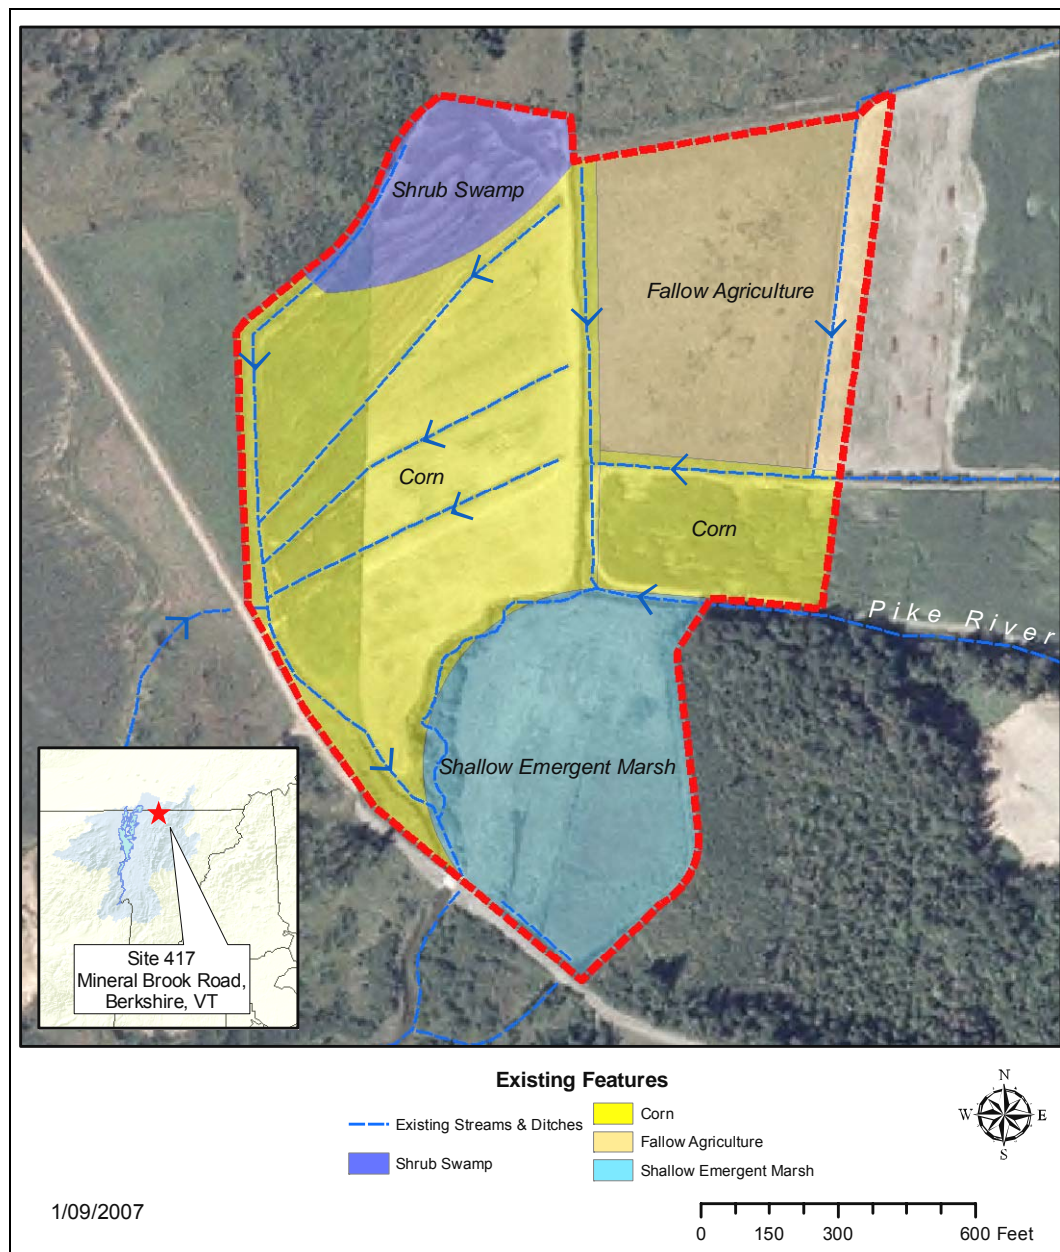 Shrub Swamp
Fallow Agriculture
Corn
Corn
Pike River
Shallow Emergent Marsh
Site 417
Mineral Brook Road,
Berkshire, VT
Existing Features
Existing Streams & Ditches
Shrub Swamp
Corn
Fallow Agriculture
Shallow Emergent Marsh
N
W
E
S
1/09/2007
0 150 300 600 Feet